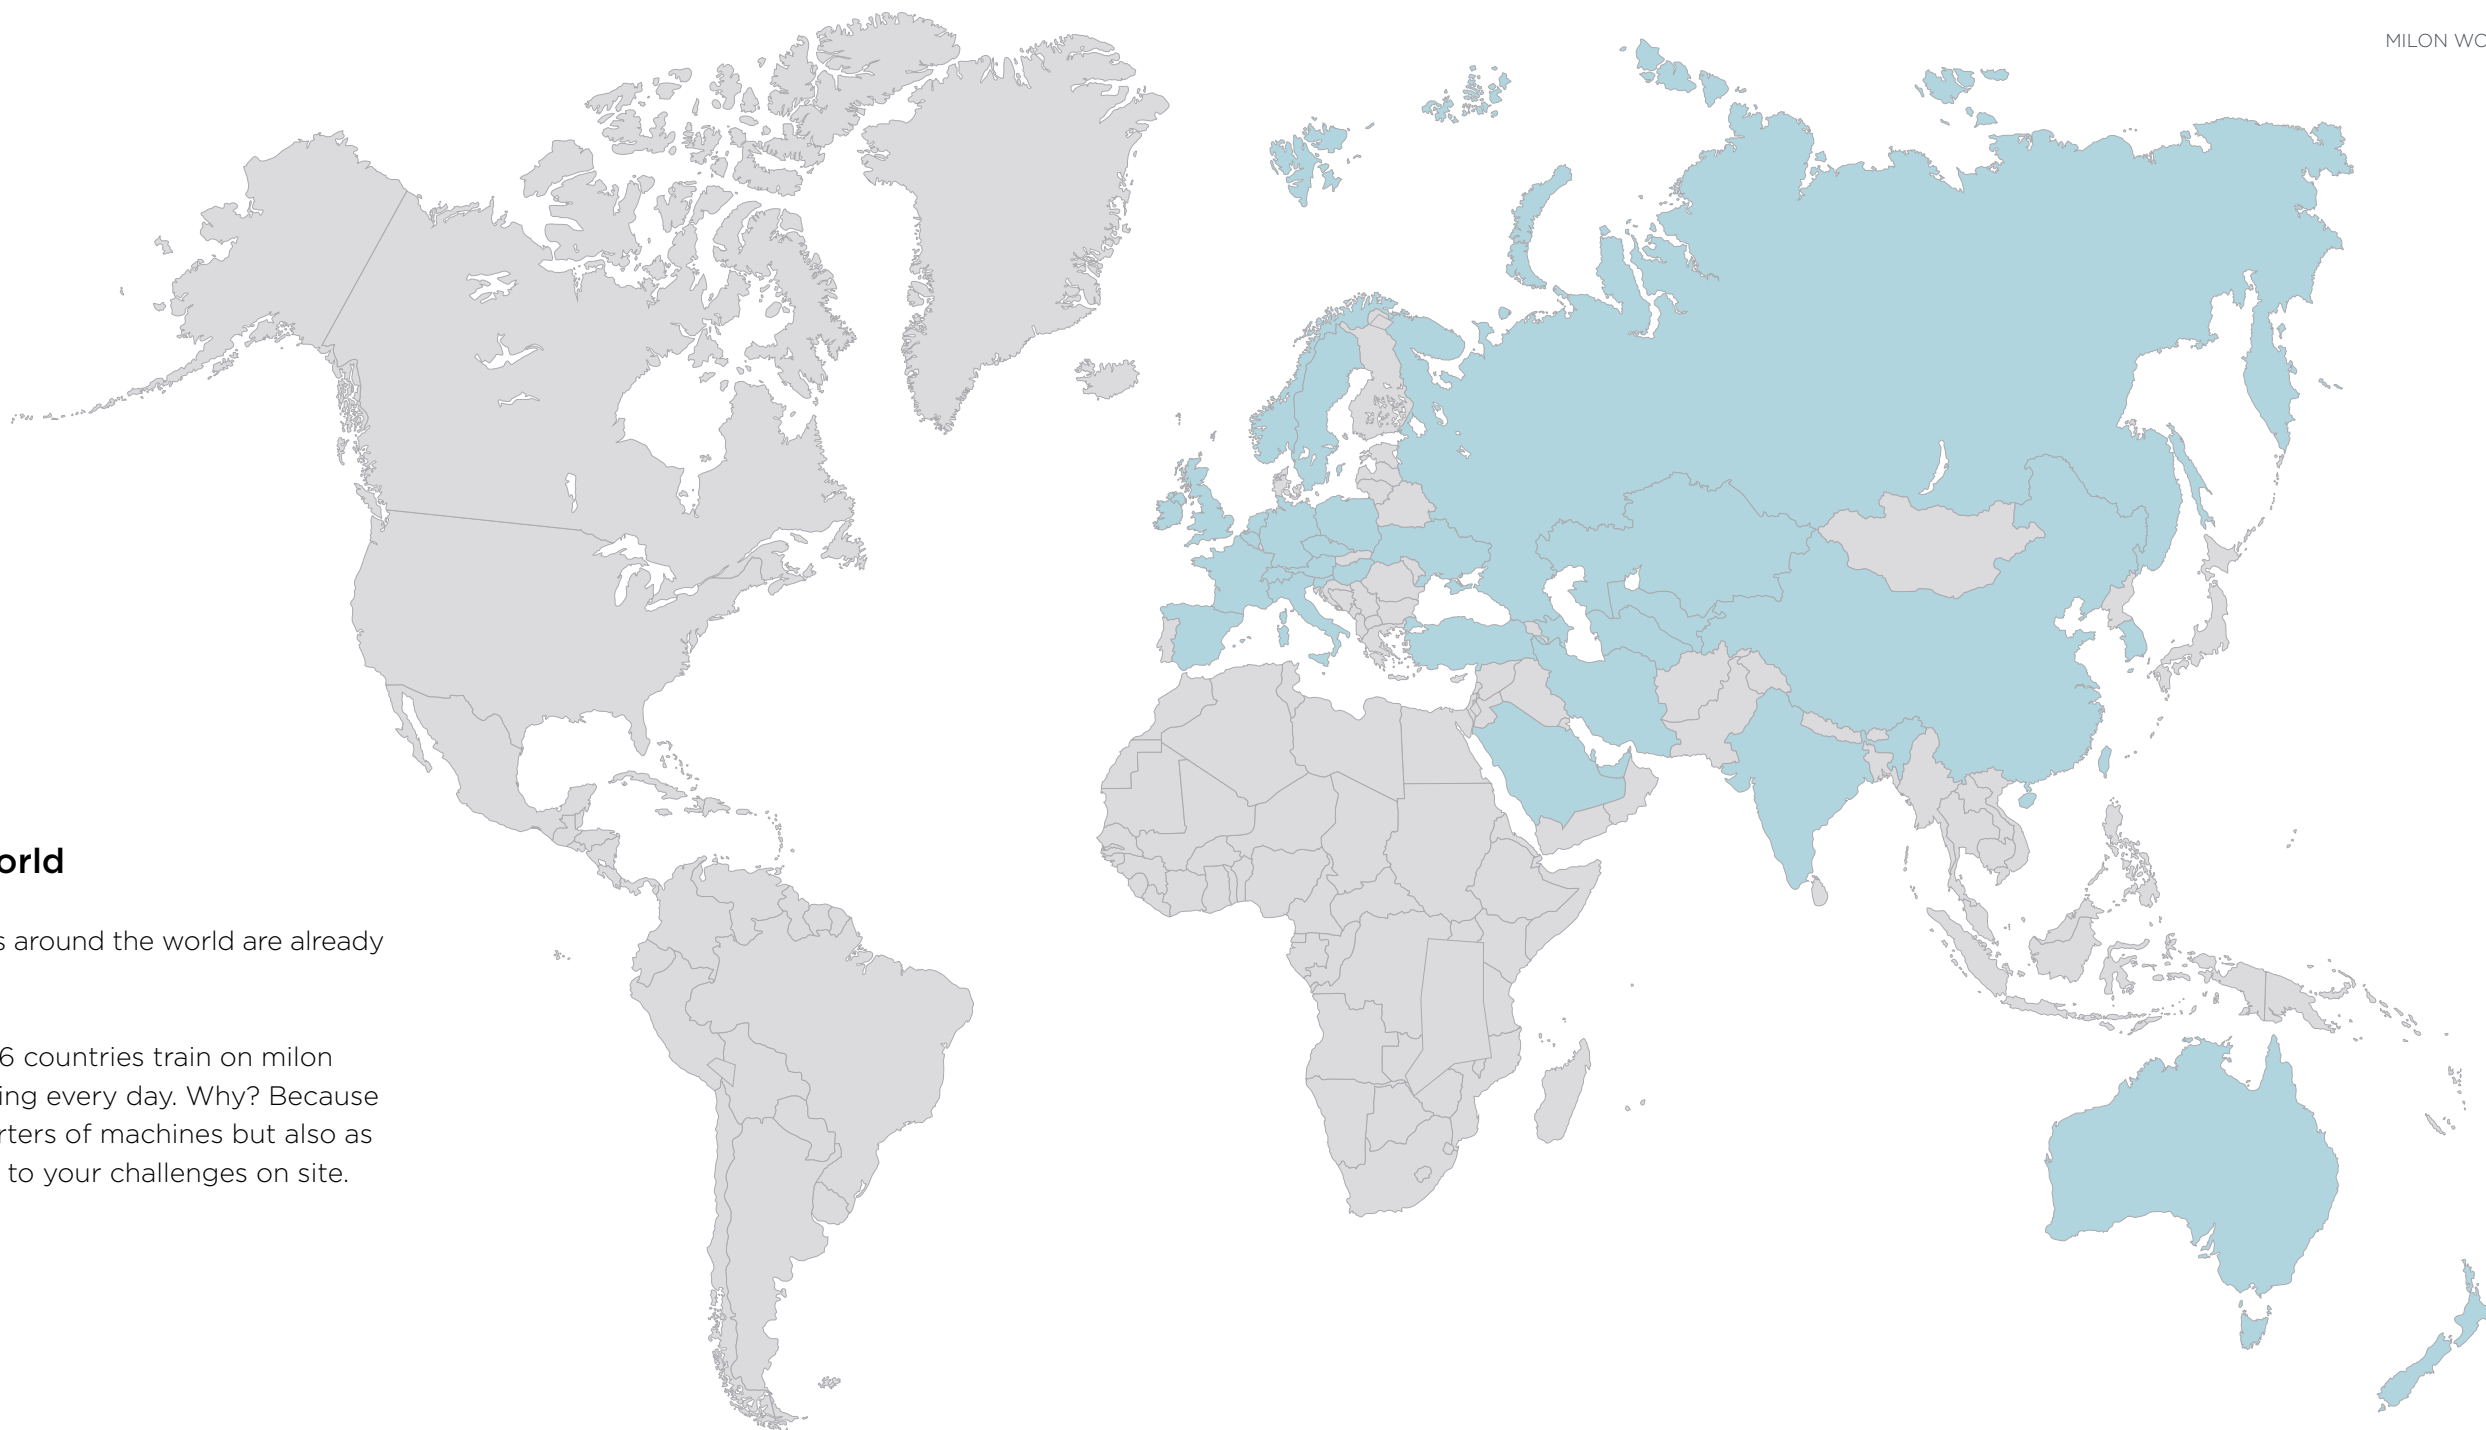 MILON WO
orld
s around the world are already
6 countries train on milon
ing every day. Why? Because
rters of machines but also as
to your challenges on site.